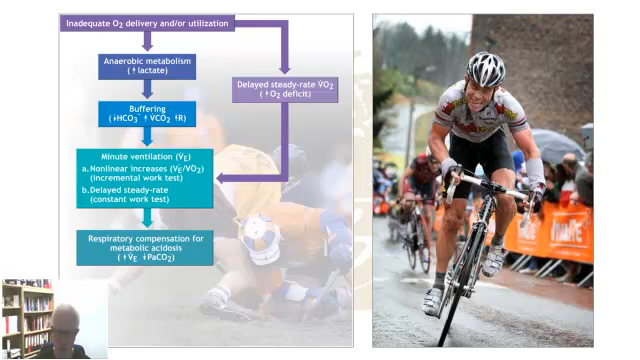 Inadequate O₂ delivery and/or utilization
Anaerobic metabolism
(↑lactate)
Delayed steady-rate V̇O₂
(↑O₂ deficit)
Buffering
(↓HCO₃⁻ ↑V̇CO₂ ↑R)
Minute ventilation (V̇E)
a. Nonlinear increases (V̇E/V̇O₂)
(incremental work test)
b. Delayed steady-rate
(constant work test)
Respiratory compensation for
metabolic acidosis
(↑V̇E ↓PaCO₂)